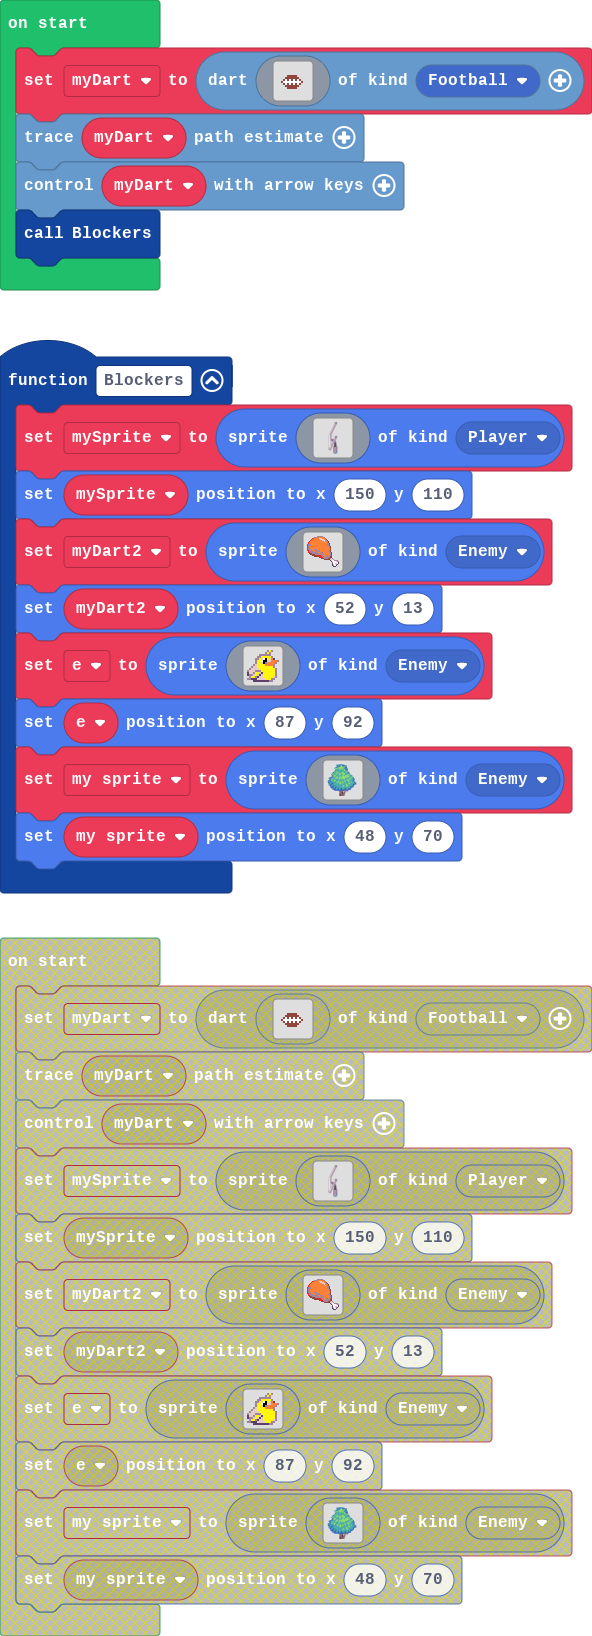 on start
set myDart to dart of kind Football
trace myDart path estimate
control myDart with arrow keys
call Blockers
function Blockers
set mySprite to sprite of kind Player
set mySprite position to x 150 y 110
set myDart2 to sprite of kind Enemy
set myDart2 position to x 52 y 13
set e to sprite of kind Enemy
set e position to x 87 y 92
set my sprite to sprite of kind Enemy
set my sprite position to x 48 y 70
on start
set myDart to dart of kind Football
trace myDart path estimate
control myDart with arrow keys
set mySprite to sprite of kind Player
set mySprite position to x 150 y 110
set myDart2 to sprite of kind Enemy
set myDart2 position to x 52 y 13
set e to sprite of kind Enemy
set e position to x 87 y 92
set my sprite to sprite of kind Enemy
set my sprite position to x 48 y 70